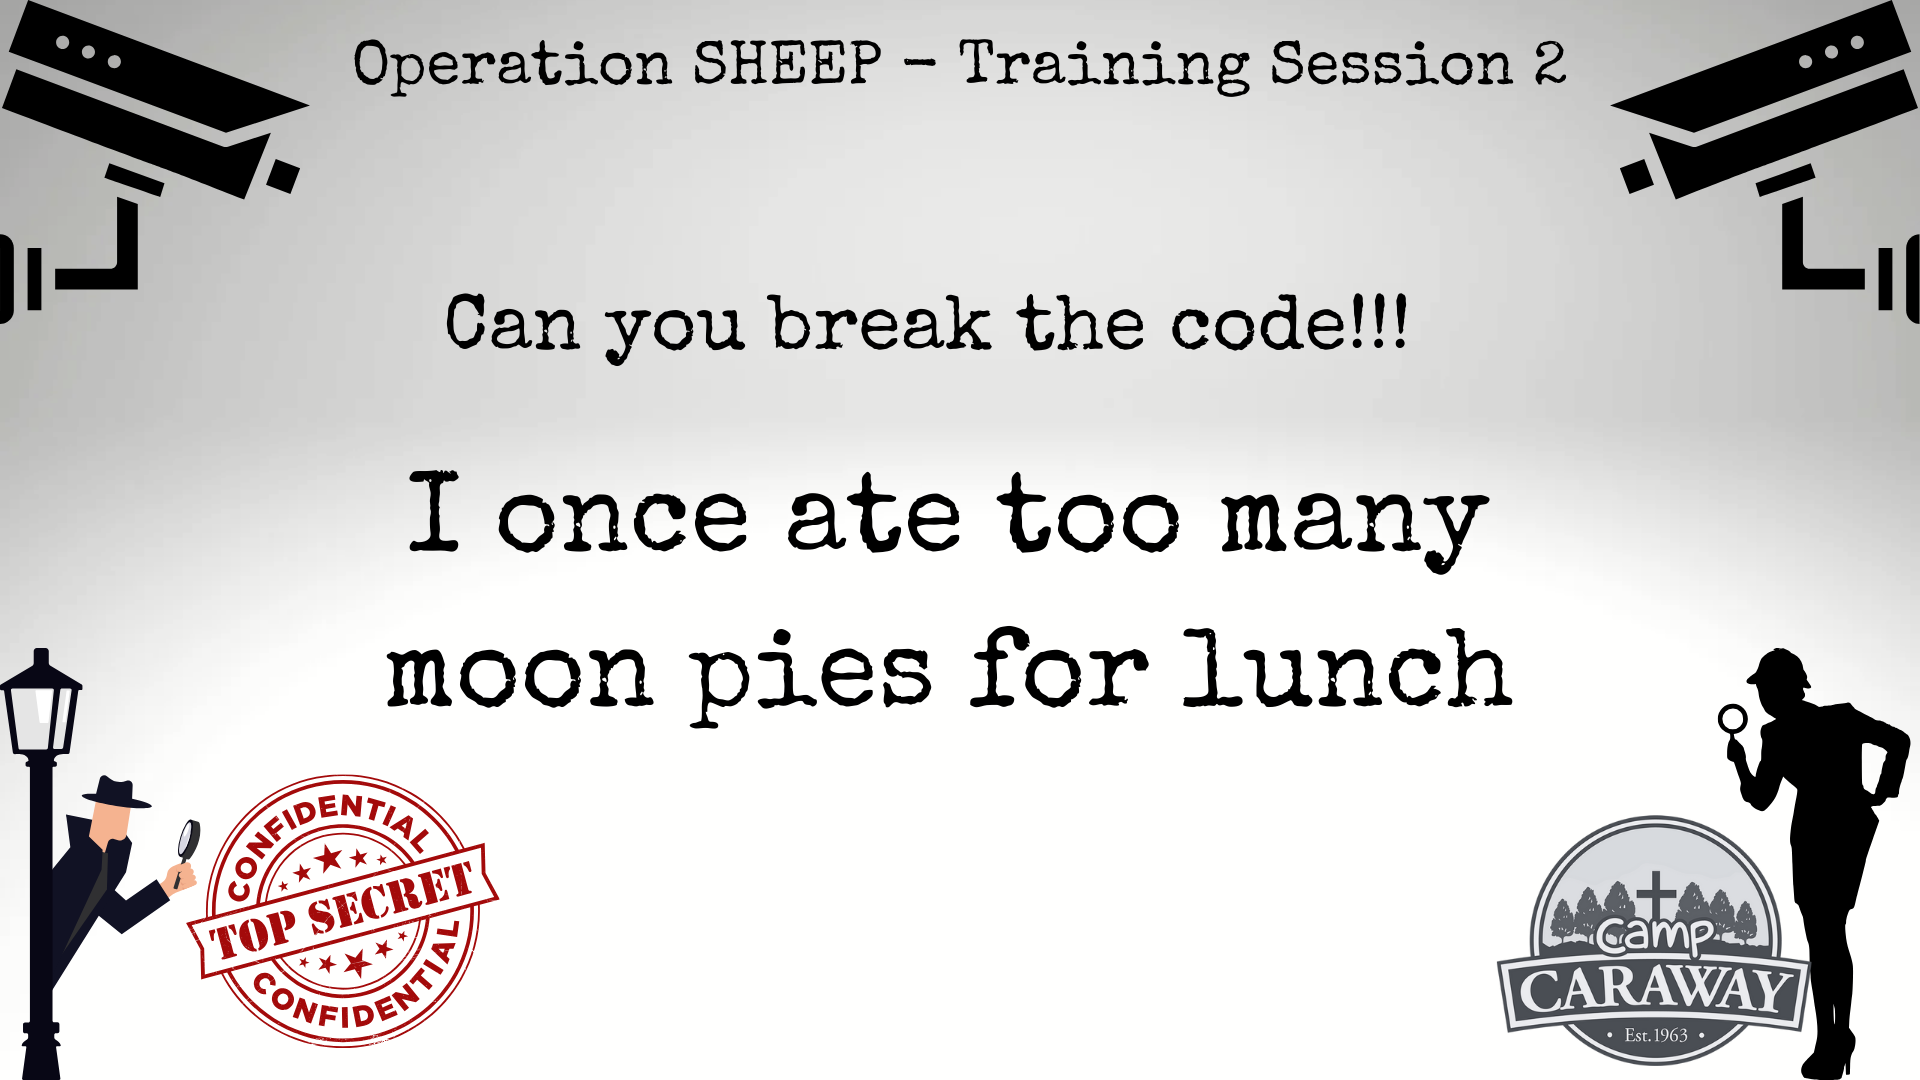 Operation SHEEP - Training Session 2
Can you break the code!!!
I once ate too many
moon pies for lunch
CONFIDENTIAL
TOP SECRET
CONFIDENTIAL
Camp
CARAWAY
• Est.1963 •